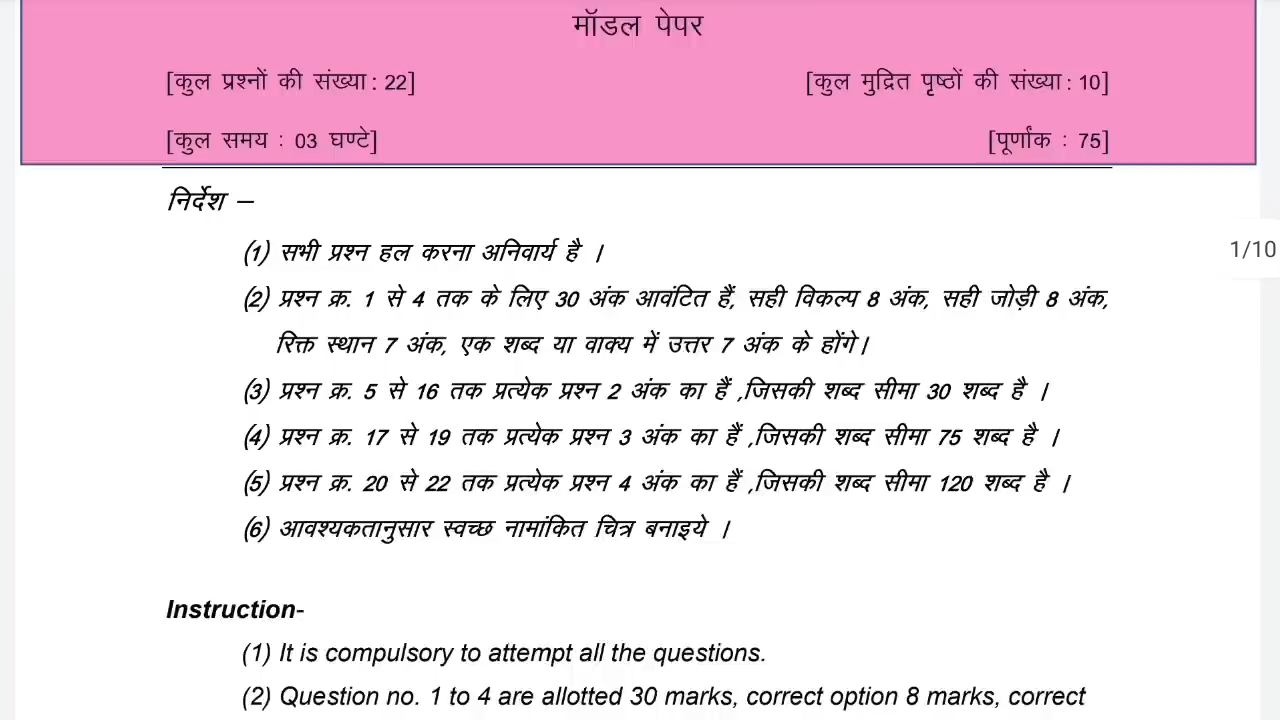 मॉडल पेपर
[कुल प्रश्नों की संख्या : 22] [कुल मुद्रित पृष्ठों की संख्या : 10]
[कुल समय : 03 घण्टे] [पूर्णांक : 75]
निर्देश –
(1) सभी प्रश्न हल करना अनिवार्य है ।
1/10
(2) प्रश्न क्र. 1 से 4 तक के लिए 30 अंक आवंटित हैं, सही विकल्प 8 अंक, सही जोड़ी 8 अंक,
रिक्त स्थान 7 अंक, एक शब्द या वाक्य में उत्तर 7 अंक के होंगे।
(3) प्रश्न क्र. 5 से 16 तक प्रत्येक प्रश्न 2 अंक का हैं ,जिसकी शब्द सीमा 30 शब्द है ।
(4) प्रश्न क्र. 17 से 19 तक प्रत्येक प्रश्न 3 अंक का हैं ,जिसकी शब्द सीमा 75 शब्द है ।
(5) प्रश्न क्र. 20 से 22 तक प्रत्येक प्रश्न 4 अंक का हैं ,जिसकी शब्द सीमा 120 शब्द है ।
(6) आवश्यकतानुसार स्वच्छ नामांकित चित्र बनाइये ।
Instruction-
(1) It is compulsory to attempt all the questions.
(2) Question no. 1 to 4 are allotted 30 marks, correct option 8 marks, correct